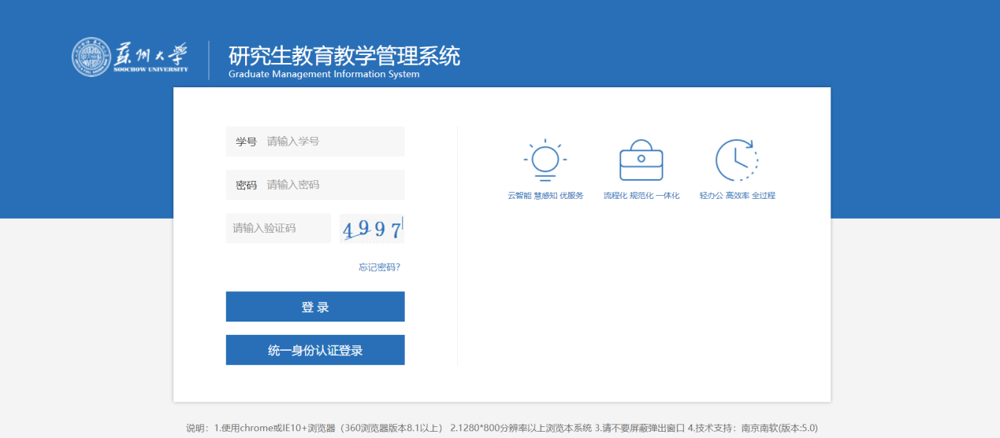 蘇州大学
SOOCHOW UNIVERSITY
研究生教育教学管理系统
Graduate Management Information System
学号 请输入学号
密码 请输入密码
请输入验证码 4997
忘记密码?
登 录
统一身份认证登录
云智能 慧感知 优服务 流程化 规范化 一体化 轻办公 高效率 全过程
说明：1.使用chrome或IE10+浏览器（360浏览器版本8.1以上） 2.1280*800分辨率以上浏览本系统 3.请不要屏蔽弹出窗口 4.技术支持：南京南软(版本:5.0)